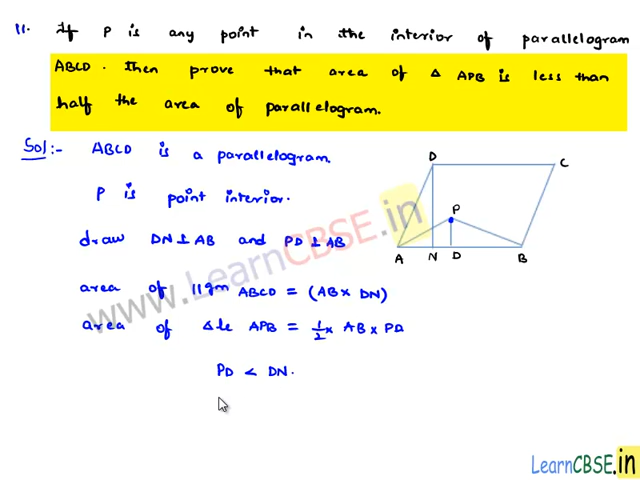 11. If P is any point in the interior of parallelogram
ABCD. Then prove that area of Δ APB is less than
half the area of parallelogram.
Sol:- ABCD is a parallelogram.
P is point interior.
draw DN ⊥ AB and PD ⊥ AB
area of llgm ABCD = (AB × DN)
area of Δle APB = 1/2 × AB × PD
PD < DN.
D C
P
A N D B
www.LearnCBSE.in
LearnCBSE.in